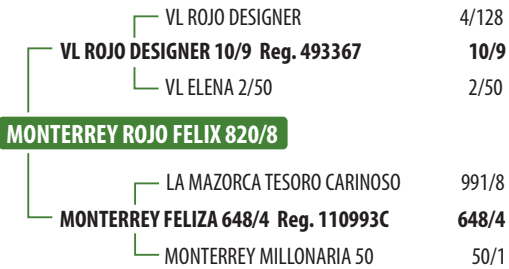 VL ROJO DESIGNER 4/128
VL ROJO DESIGNER 10/9 Reg. 493367 10/9
VL ELENA 2/50 2/50
MONTERREY ROJO FELIX 820/8
LA MAZORCA TESORO CARINOSO 991/8
MONTERREY FELIZA 648/4 Reg. 110993C 648/4
MONTERREY MILLONARIA 50 50/1